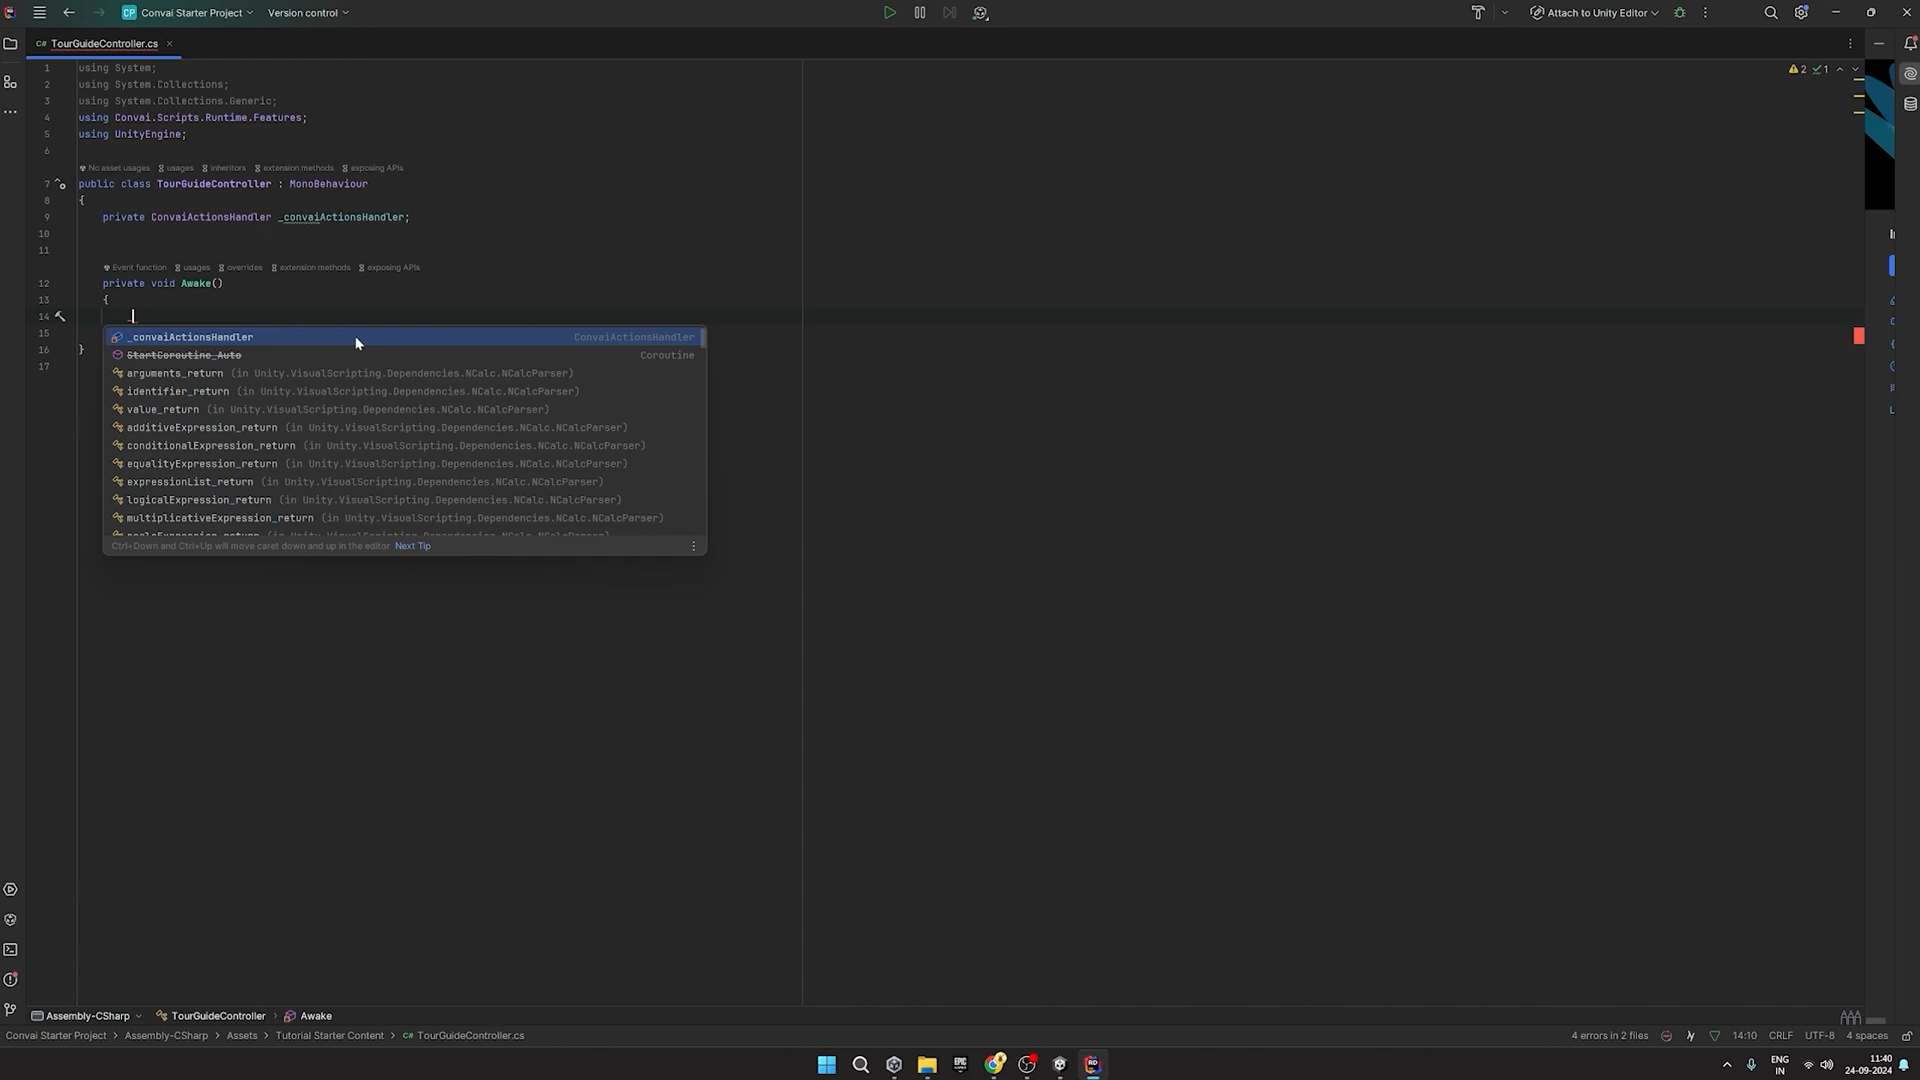 CP Convai Starter Project Version control Attach to Unity Editor
C# TourGuideController.cs
1 using System; 2 1
2 using System.Collections;
3 using System.Collections.Generic;
4 using Convai.Scripts.Runtime.Features;
5 using UnityEngine;
6
No asset usages usages inheritors extension methods exposing APIs
7 public class TourGuideController : MonoBehaviour
8 {
9 private ConvaiActionsHandler _convaiActionsHandler;
10
11
Event function usages overrides extension methods exposing APIs
12 private void Awake()
13 {
14 _
15
16 }
17
_convaiActionsHandler ConvaiActionsHandler
StartCoroutine_Auto Coroutine
arguments_return (in Unity.VisualScripting.Dependencies.NCalc.NCalcParser)
identifier_return (in Unity.VisualScripting.Dependencies.NCalc.NCalcParser)
value_return (in Unity.VisualScripting.Dependencies.NCalc.NCalcParser)
additiveExpression_return (in Unity.VisualScripting.Dependencies.NCalc.NCalcParser)
conditionalExpression_return (in Unity.VisualScripting.Dependencies.NCalc.NCalcParser)
equalityExpression_return (in Unity.VisualScripting.Dependencies.NCalc.NCalcParser)
expressionList_return (in Unity.VisualScripting.Dependencies.NCalc.NCalcParser)
logicalExpression_return (in Unity.VisualScripting.Dependencies.NCalc.NCalcParser)
multiplicativeExpression_return (in Unity.VisualScripting.Dependencies.NCalc.NCalcParser)
Ctrl+Down and Ctrl+Up will move caret down and up in the editor Next Tip
Assembly-CSharp TourGuideController Awake
Convai Starter Project Assembly-CSharp Assets Tutorial Starter Content C# TourGuideController.cs 4 errors in 2 files 14:10 CRLF UTF-8 4 spaces
ENG 11:40
IN 24-09-2024